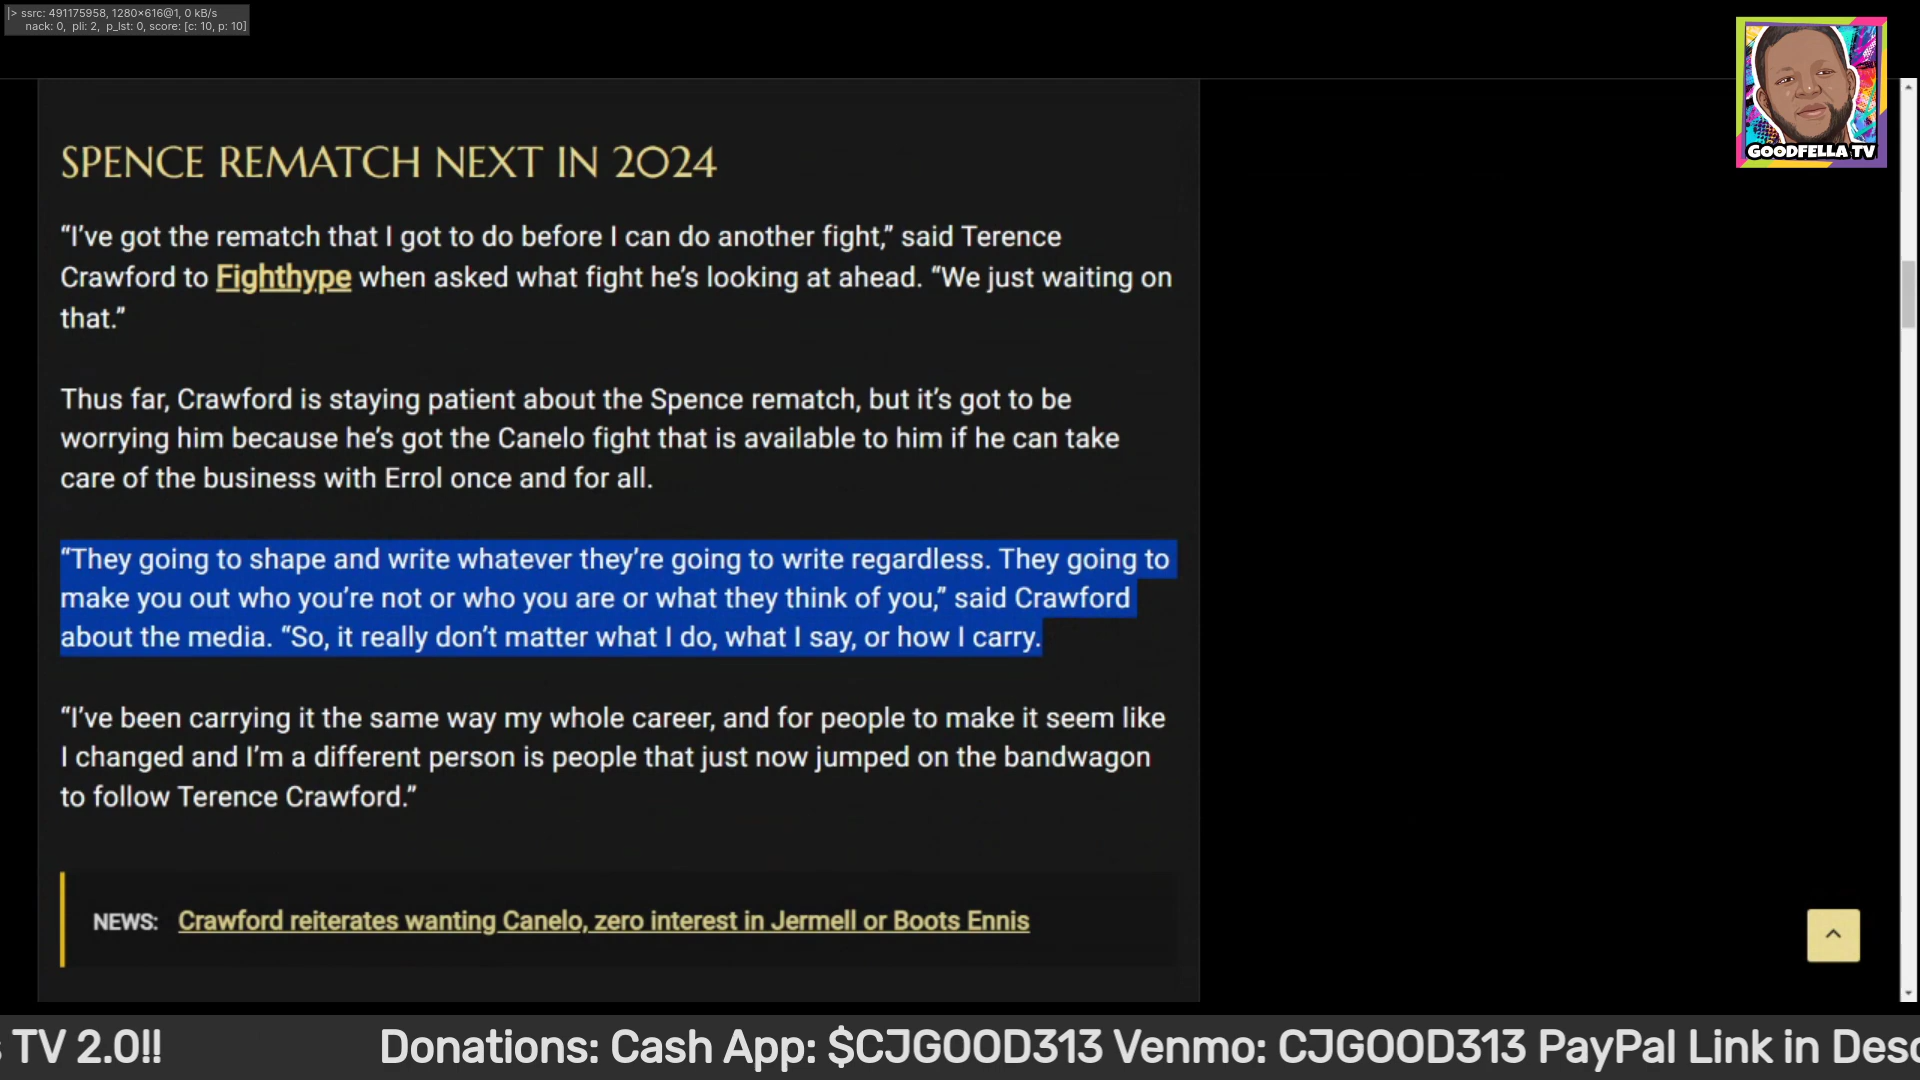 |> ssrc: 491175958, 1280×616@1, 0 kB/s
nack: 0, pli: 2, p_lst: 0, score: [c: 10, p: 10]
GOODFELLA TV
SPENCE REMATCH NEXT IN 2024
“I’ve got the rematch that I got to do before I can do another fight,” said Terence
Crawford to Fighthype when asked what fight he’s looking at ahead. “We just waiting on
that.”
Thus far, Crawford is staying patient about the Spence rematch, but it’s got to be
worrying him because he’s got the Canelo fight that is available to him if he can take
care of the business with Errol once and for all.
“They going to shape and write whatever they’re going to write regardless. They going to
make you out who you’re not or who you are or what they think of you,” said Crawford
about the media. “So, it really don’t matter what I do, what I say, or how I carry.
“I’ve been carrying it the same way my whole career, and for people to make it seem like
I changed and I’m a different person is people that just now jumped on the bandwagon
to follow Terence Crawford.”
NEWS: Crawford reiterates wanting Canelo, zero interest in Jermell or Boots Ennis
TV 2.0!! Donations: Cash App: $CJGOOD313 Venmo: CJGOOD313 PayPal Link in Desc